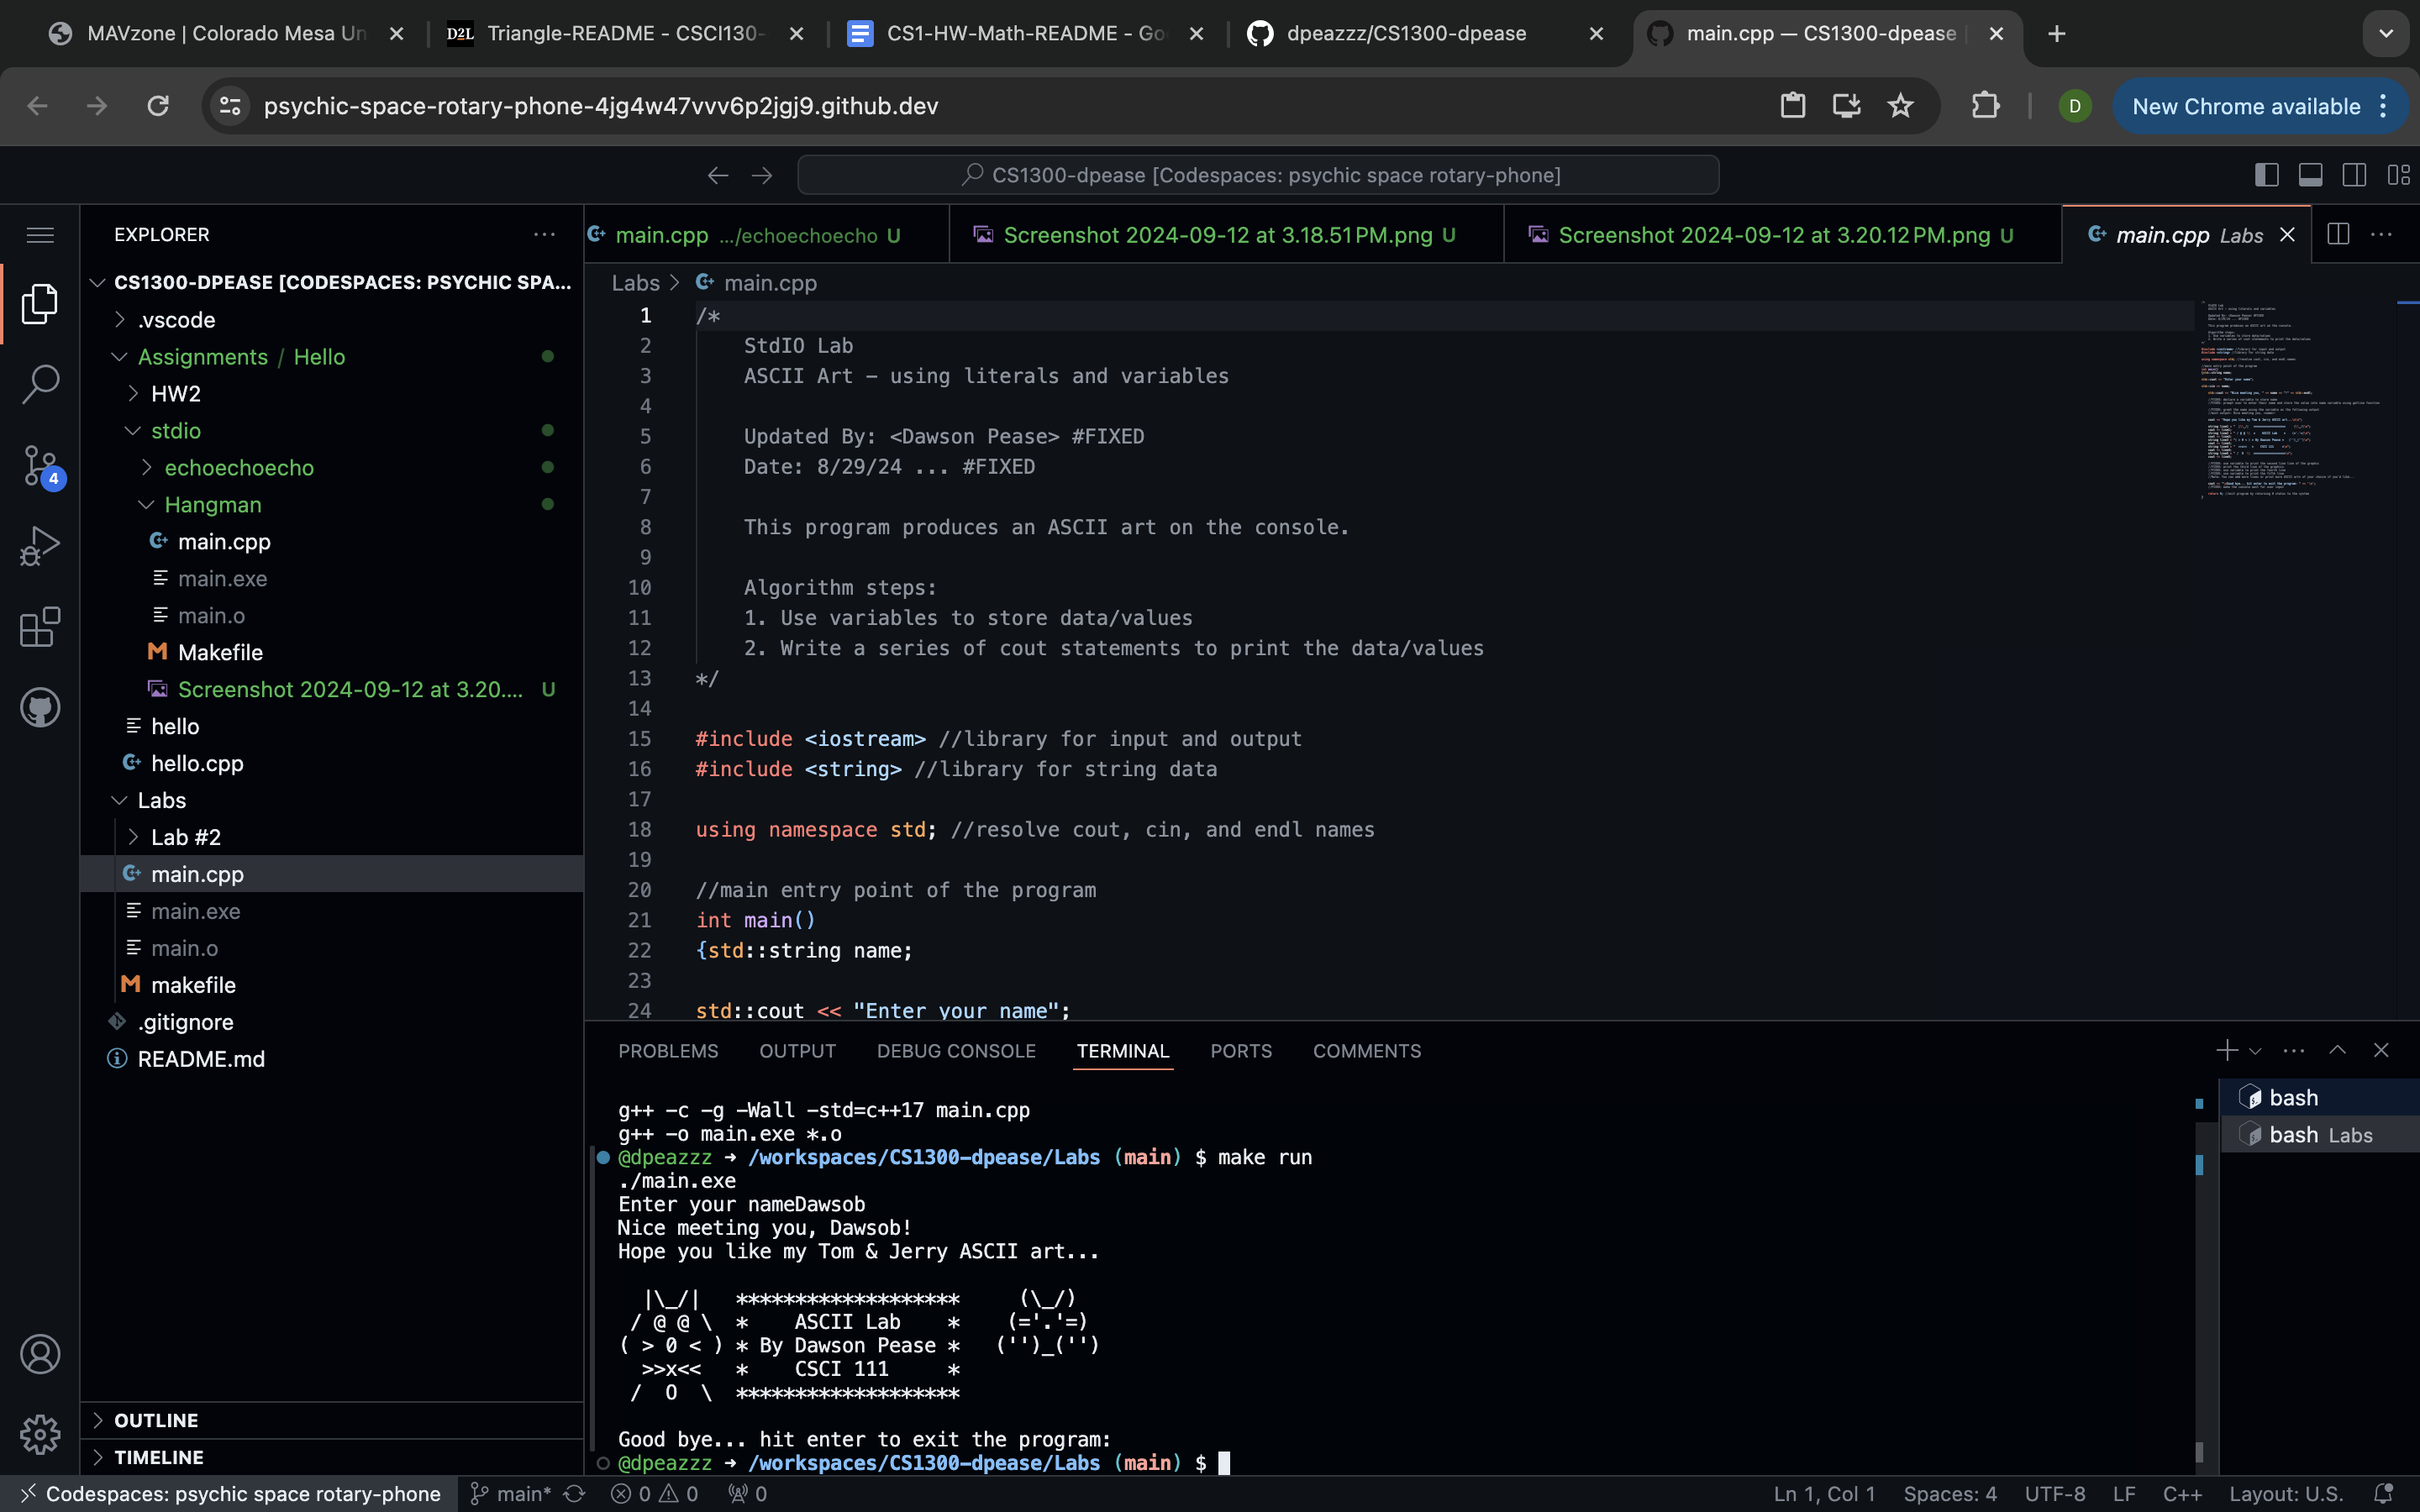 MAVzone | Colorado Mesa Un
D2L Triangle-README - CSCI130-
CS1-HW-Math-README - Go
dpeazzz/CS1300-dpease
main.cpp — CS1300-dpease
psychic-space-rotary-phone-4jg4w47vvv6p2jgj9.github.dev
D
New Chrome available
CS1300-dpease [Codespaces: psychic space rotary-phone]
EXPLORER
main.cpp .../echoechoecho U
Screenshot 2024-09-12 at 3.18.51 PM.png U
Screenshot 2024-09-12 at 3.20.12 PM.png U
main.cpp Labs
CS1300-DPEASE [CODESPACES: PSYCHIC SPA...
.vscode
Assignments / Hello
HW2
stdio
echoechoecho
Hangman
main.cpp
main.exe
main.o
Makefile
Screenshot 2024-09-12 at 3.20.... U
hello
hello.cpp
Labs
Lab #2
main.cpp
main.exe
main.o
makefile
.gitignore
README.md
4
OUTLINE
TIMELINE
Labs > main.cpp
1 /*
2 StdIO Lab
3 ASCII Art – using literals and variables
4
5 Updated By: <Dawson Pease> #FIXED
6 Date: 8/29/24 ... #FIXED
7
8 This program produces an ASCII art on the console.
9
10 Algorithm steps:
11 1. Use variables to store data/values
12 2. Write a series of cout statements to print the data/values
13 */
14
15 #include <iostream> //library for input and output
16 #include <string> //library for string data
17
18 using namespace std; //resolve cout, cin, and endl names
19
20 //main entry point of the program
21 int main()
22 {std::string name;
23
24 std::cout << "Enter your name";
PROBLEMS OUTPUT DEBUG CONSOLE TERMINAL PORTS COMMENTS
g++ -c -g -Wall -std=c++17 main.cpp
g++ -o main.exe *.o
@dpeazzz → /workspaces/CS1300-dpease/Labs (main) $ make run
./main.exe
Enter your nameDawsob
Nice meeting you, Dawsob!
Hope you like my Tom & Jerry ASCII art...
  |\_/|   *******************     (\_/)
 / @ @ \  *    ASCII Lab    *    (='.'=)
( > 0 < ) * By Dawson Pease *   ('')_('')
  >>x<<   *    CSCI 111     *
 /  O  \  *******************
Good bye... hit enter to exit the program:
@dpeazzz → /workspaces/CS1300-dpease/Labs (main) $
bash
bash Labs
Codespaces: psychic space rotary-phone
main*
0 0
0
Ln 1, Col 1
Spaces: 4
UTF-8
LF
C++
Layout: U.S.